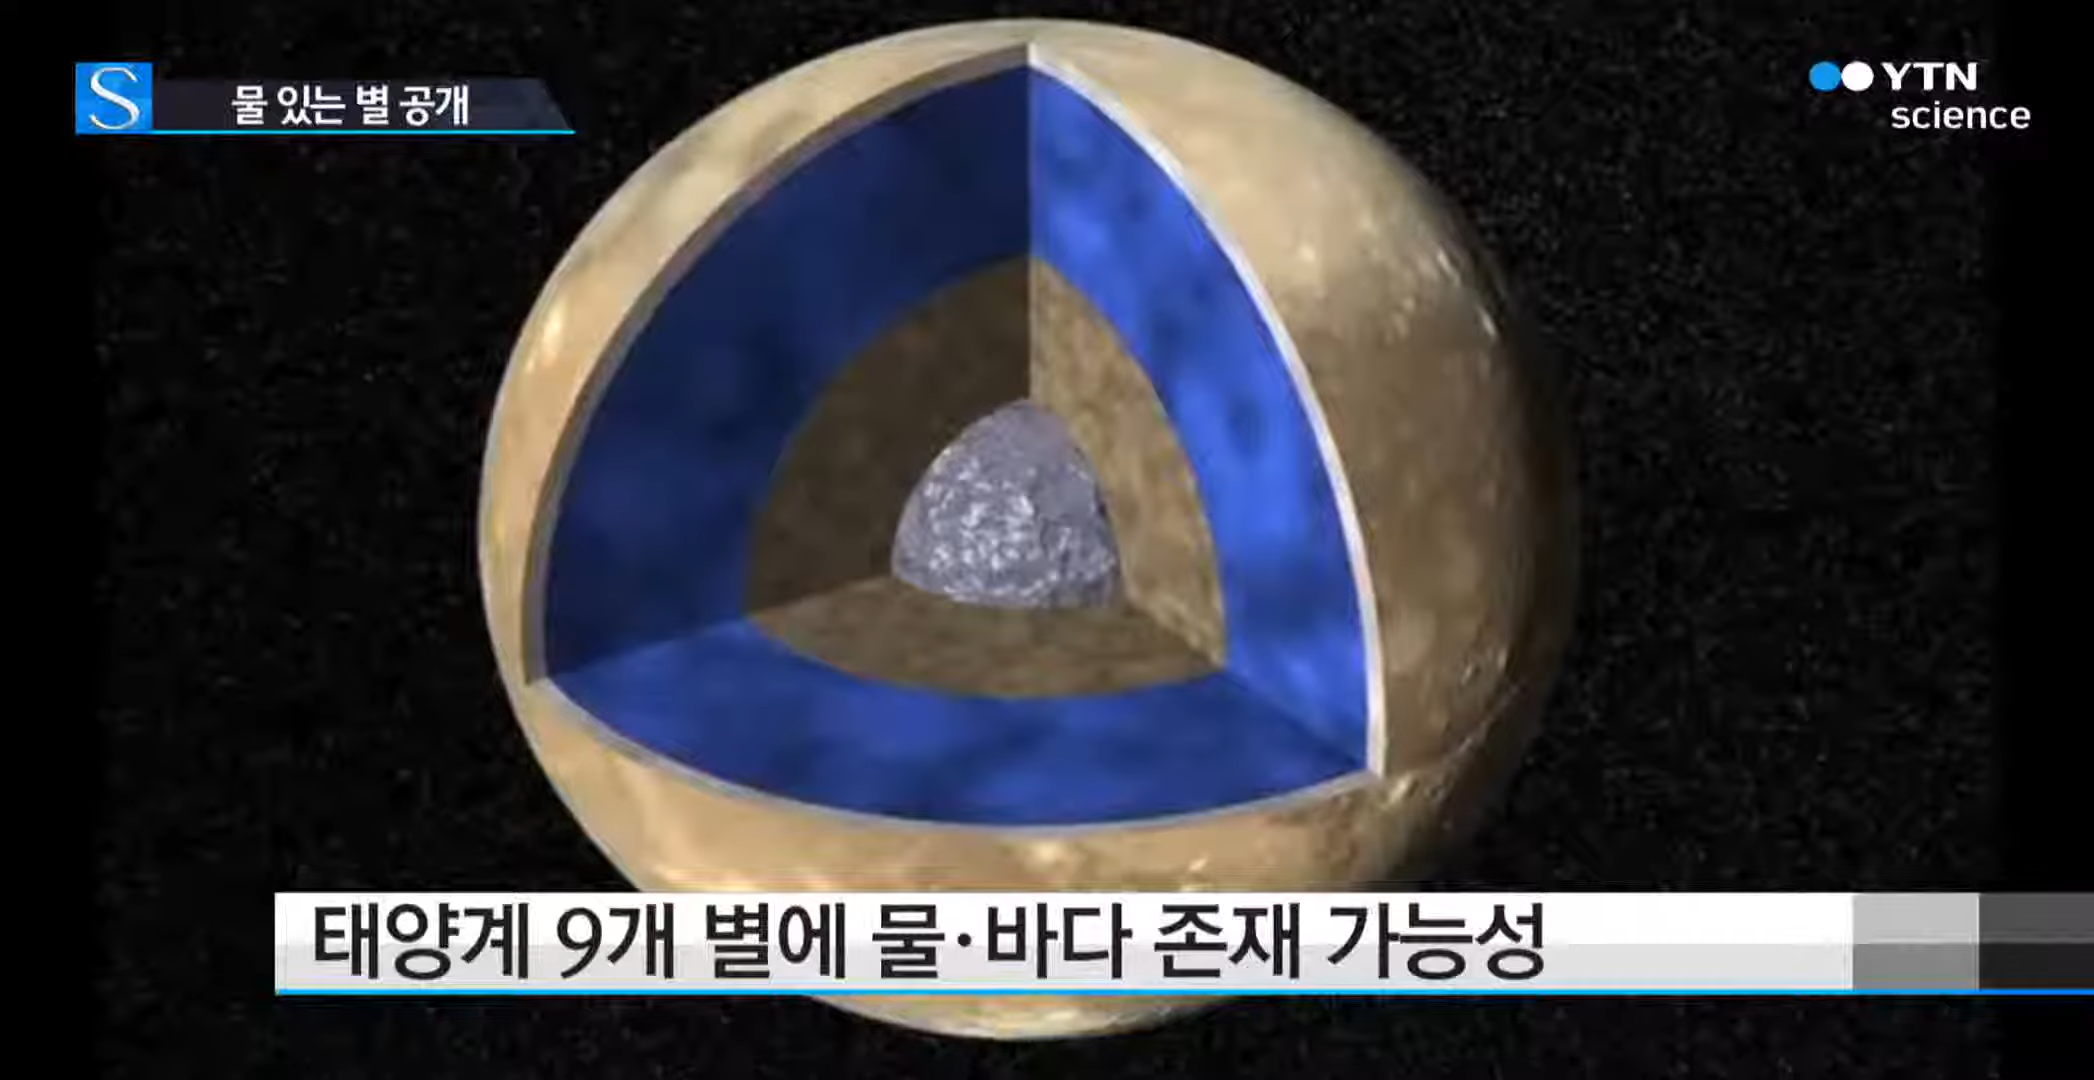 S 물 있는 별 공개
YTN
science
태양계 9개 별에 물·바다 존재 가능성